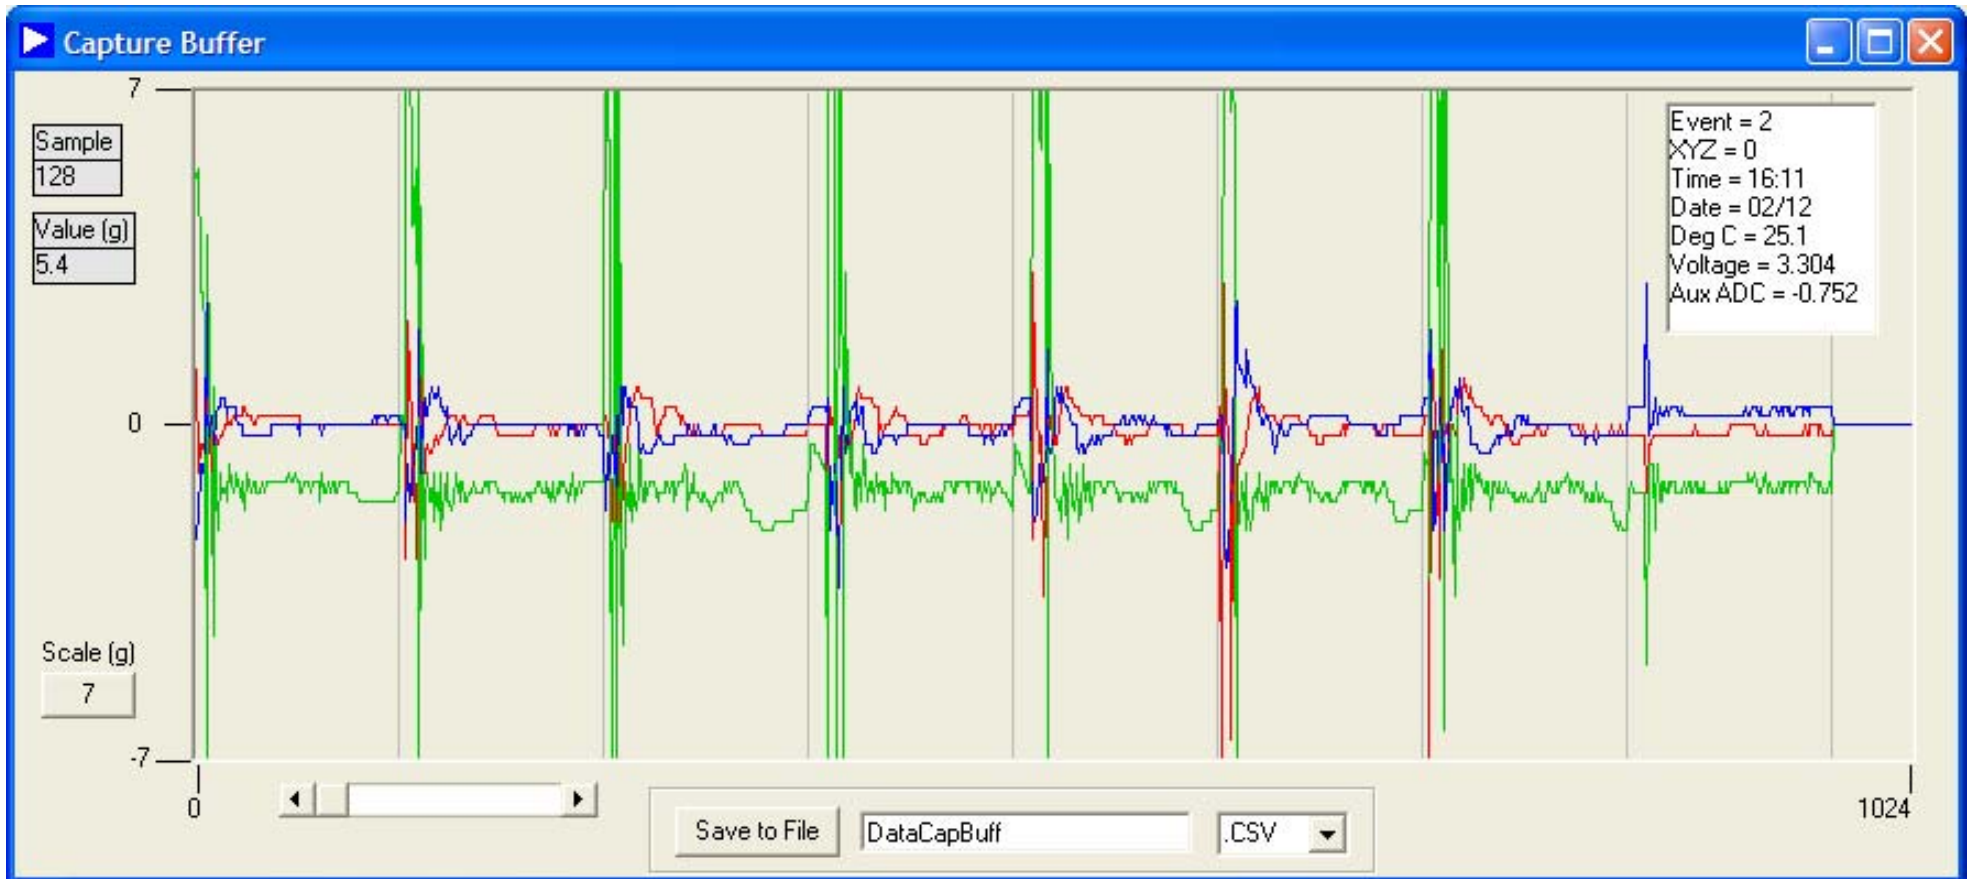 Capture Buffer
7
Sample
128
Value (g)
5.4
0
Event = 2
XYZ = 0
Time = 16:11
Date = 02/12
Deg C = 25.1
Voltage = 3.304
Aux ADC = -0.752
Scale (g)
7
-7
0
1024
Save to File
DataCapBuff
.CSV